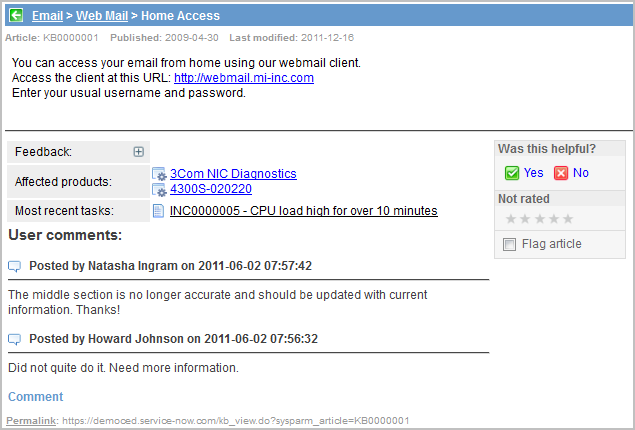 Email > Web Mail > Home Access
Article: KB0000001 Published: 2009-04-30 Last modified: 2011-12-16
You can access your email from home using our webmail client.
Access the client at this URL: http://webmail.mi-inc.com
Enter your usual username and password.
Feedback:
Affected products:
3Com NIC Diagnostics
4300S-020220
Most recent tasks:
INC0000005 - CPU load high for over 10 minutes
Was this helpful?
Yes No
Not rated
Flag article
User comments:
Posted by Natasha Ingram on 2011-06-02 07:57:42
The middle section is no longer accurate and should be updated with current
information. Thanks!
Posted by Howard Johnson on 2011-06-02 07:56:32
Did not quite do it. Need more information.
Comment
Permalink: https://democed.service-now.com/kb_view.do?sysparm_article=KB0000001